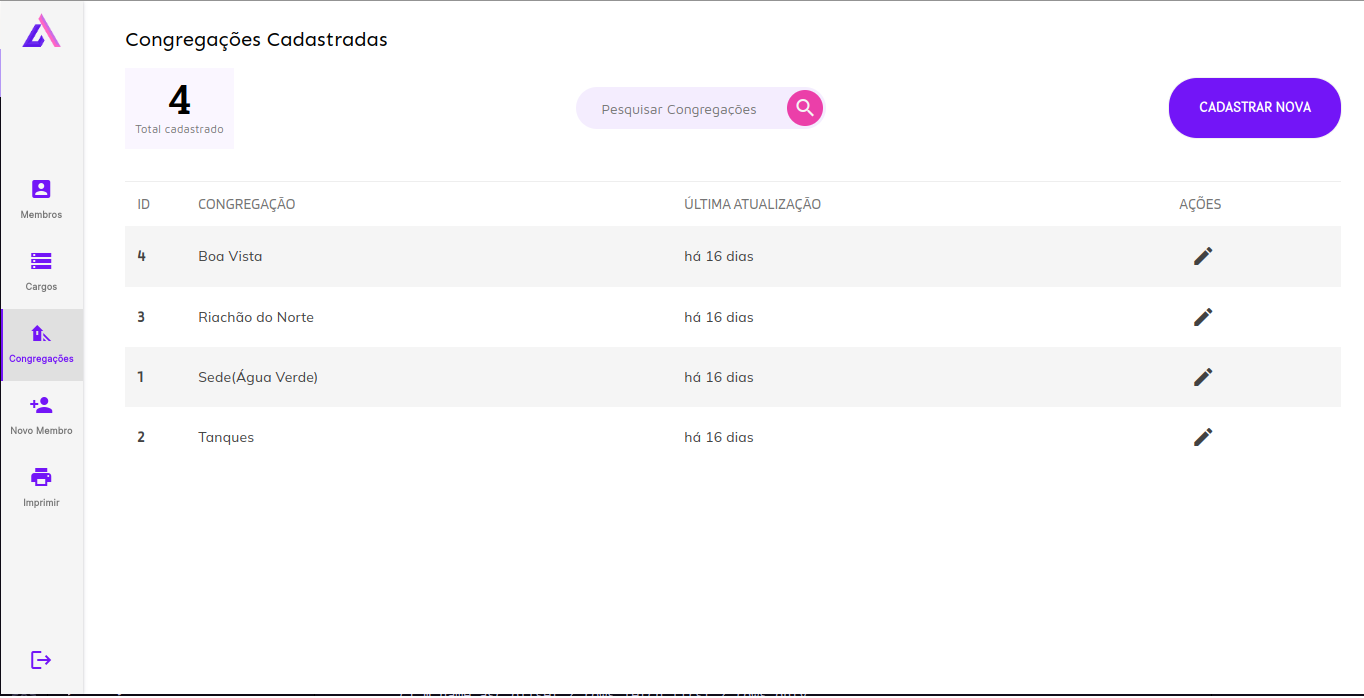 Congregações Cadastradas
4
Total cadastrado
Pesquisar Congregações
CADASTRAR NOVA
Membros
Cargos
Congregações
Novo Membro
Imprimir
ID CONGREGAÇÃO ÚLTIMA ATUALIZAÇÃO AÇÕES
4 Boa Vista há 16 dias
3 Riachão do Norte há 16 dias
1 Sede(Água Verde) há 16 dias
2 Tanques há 16 dias